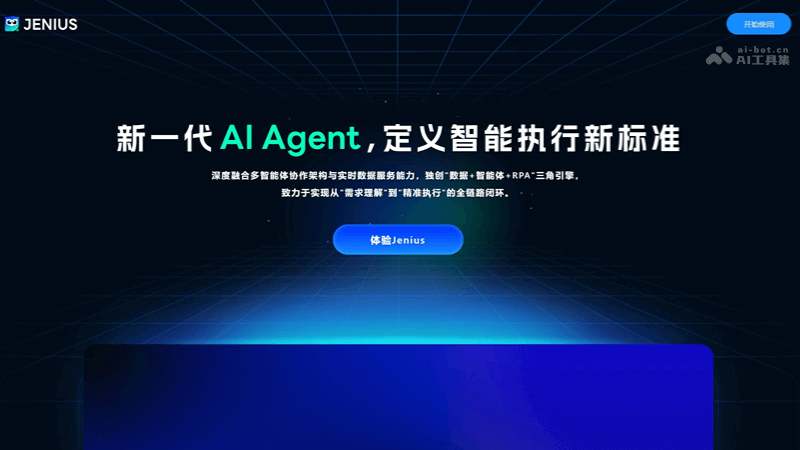 JENIUS
开始使用
ai-bot.cn
AI工具集
新一代 AI Agent，定义智能执行新标准
深度融合多智能体协作架构与实时数据服务能力，独创"数据+智能体+RPA"三角引擎，
致力于实现从"需求理解"到"精准执行"的全链路闭环。
体验Jenius